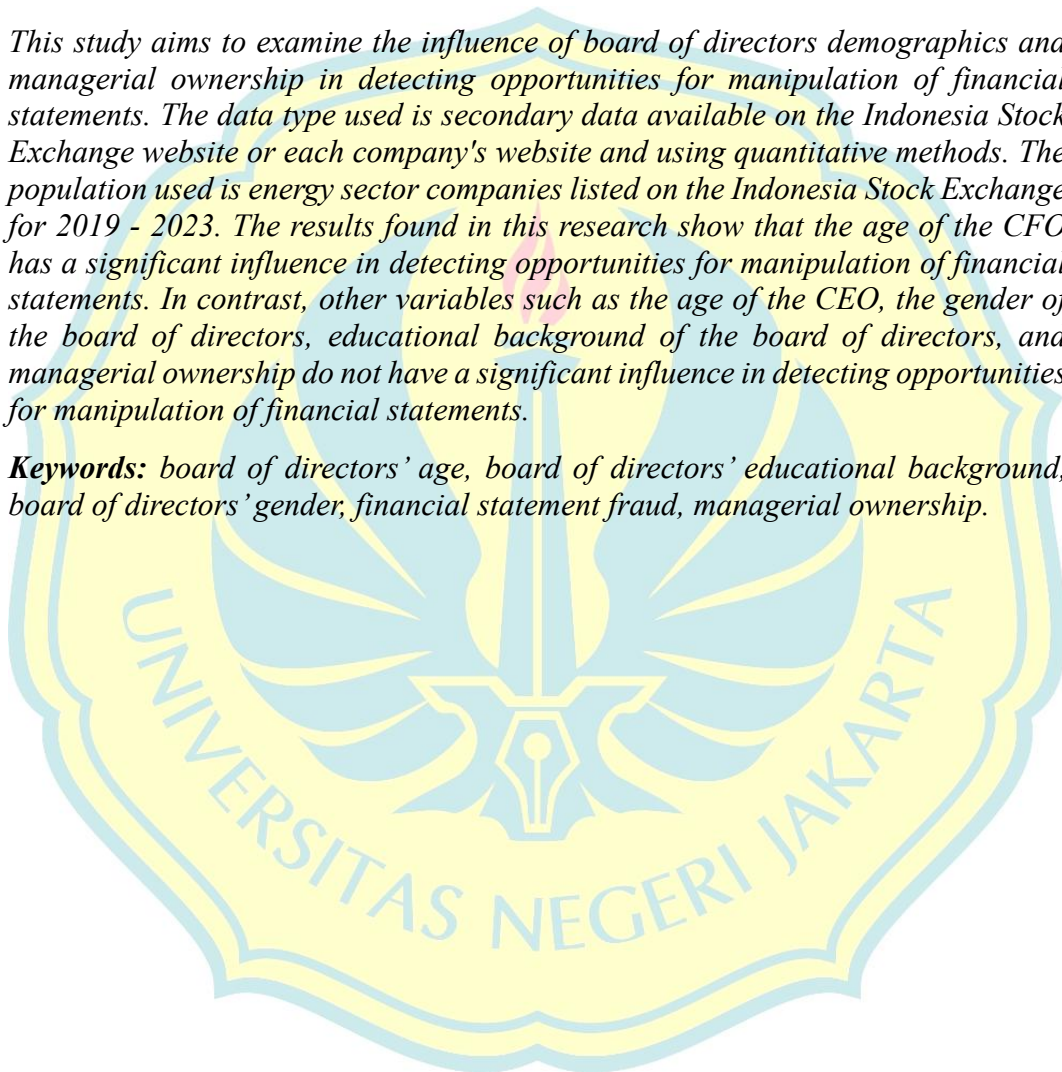 This study aims to examine the influence of board of directors demographics and
managerial ownership in detecting opportunities for manipulation of financial
statements. The data type used is secondary data available on the Indonesia Stock
Exchange website or each company's website and using quantitative methods. The
population used is energy sector companies listed on the Indonesia Stock Exchange
for 2019 - 2023. The results found in this research show that the age of the CFO
has a significant influence in detecting opportunities for manipulation of financial
statements. In contrast, other variables such as the age of the CEO, the gender of
the board of directors, educational background of the board of directors, and
managerial ownership do not have a significant influence in detecting opportunities
for manipulation of financial statements.
Keywords: board of directors’ age, board of directors’ educational background,
board of directors’ gender, financial statement fraud, managerial ownership.
UNIVERSITAS NEGERI JAKARTA